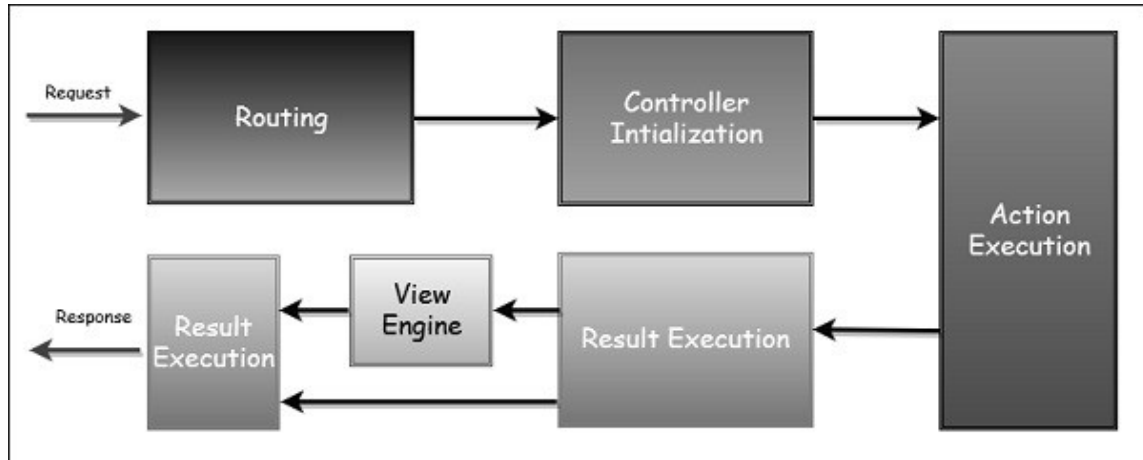 Request
Routing
Controller
Intialization
Action
Execution
Response
Result
Execution
View
Engine
Result Execution